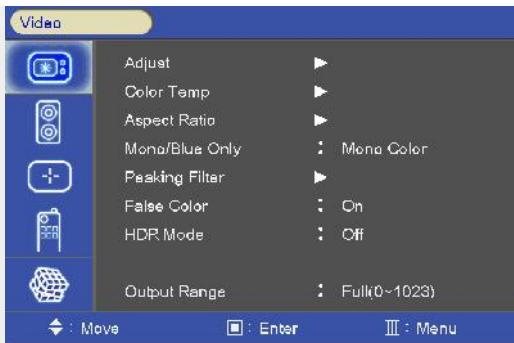 Video
Adjust ▶
Color Temp ▶
Aspect Ratio ▶
Mono/Blue Only : Mono Color
Peaking Filter ▶
False Color : On
HDR Mode : Off
Output Range : Full(0~1023)
: Move : Enter : Menu